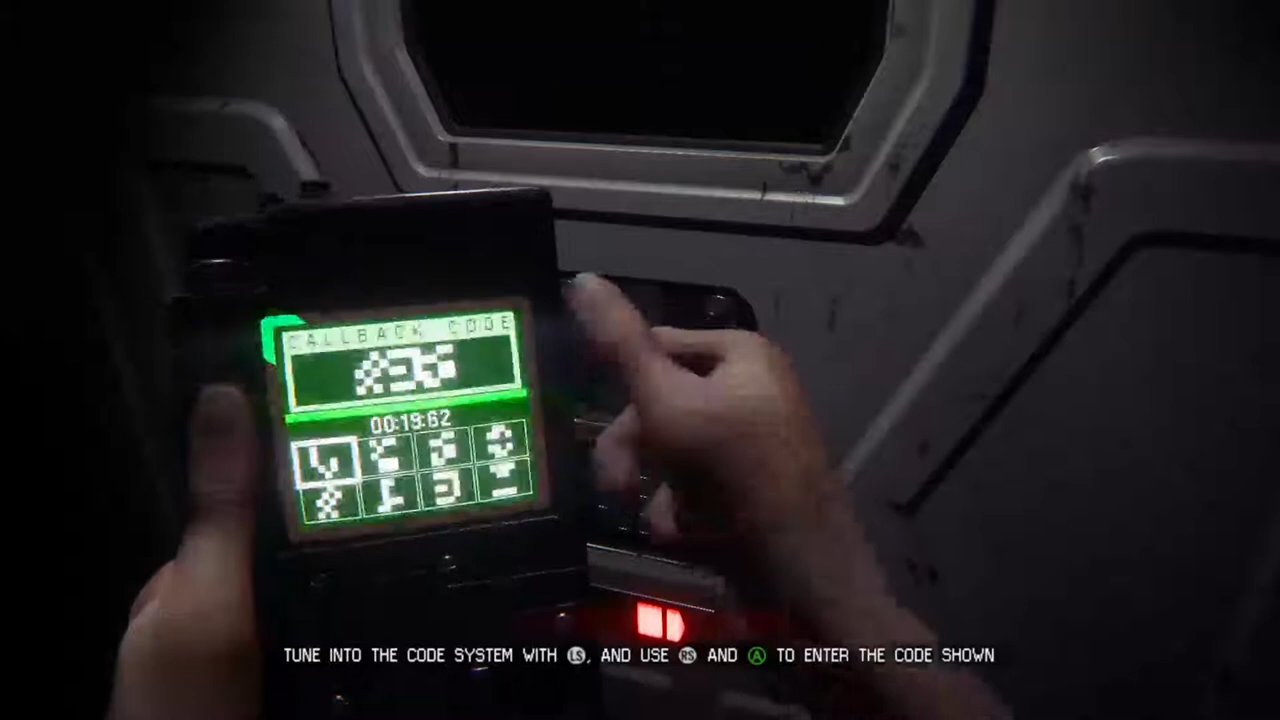 CALLBACK CODE
00:19:62
TUNE INTO THE CODE SYSTEM WITH LS, AND USE RS AND A TO ENTER THE CODE SHOWN